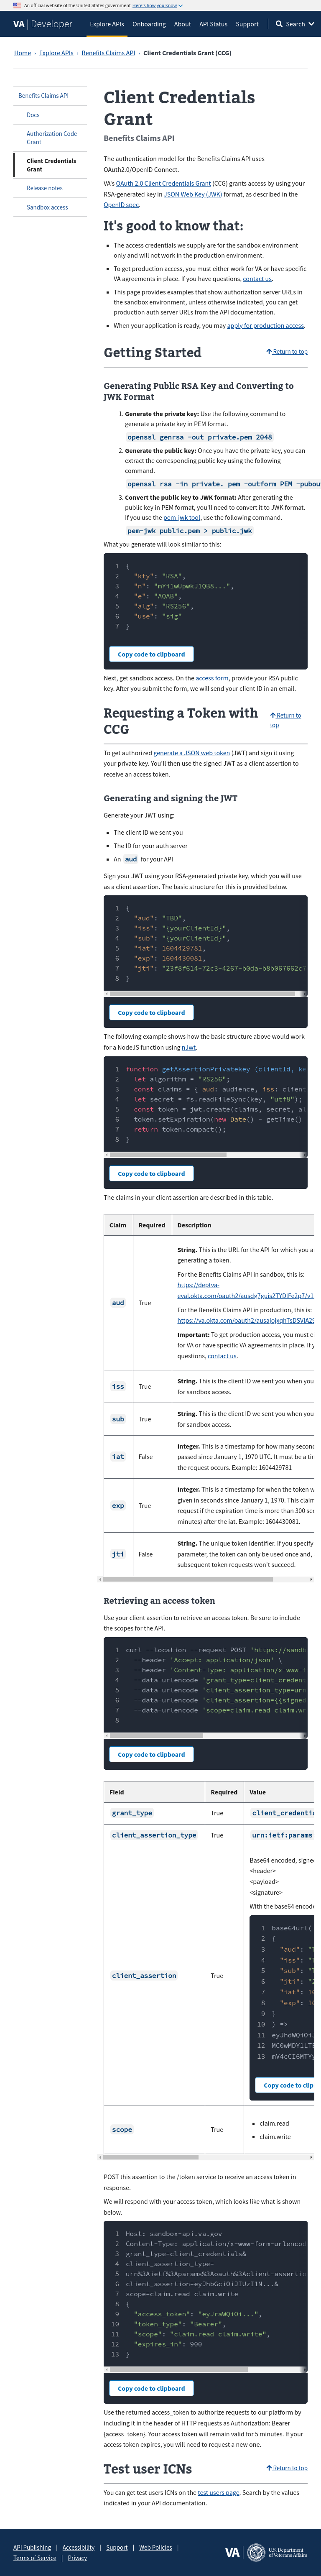 An official website of the United States government Here's how you know
VA | Developer
Explore APIs
Onboarding
About
API Status
Support
Search
Home › Explore APIs › Benefits Claims API › Client Credentials Grant (CCG)
Benefits Claims API
Docs
Authorization Code
Grant
Client Credentials
Grant
Release notes
Sandbox access
Client Credentials
Grant
Benefits Claims API
The authentication model for the Benefits Claims API uses
OAuth2.0/OpenID Connect.
VA's OAuth 2.0 Client Credentials Grant (CCG) grants access by using your
RSA-generated key in JSON Web Key (JWK) format, according to the
OpenID spec.
It's good to know that:
• The access credentials we supply are for the sandbox environment
only and will not work in the production environment.
• To get production access, you must either work for VA or have specific
VA agreements in place. If you have questions, contact us.
• This page provides examples that show authorization server URLs in
the sandbox environment, unless otherwise indicated, you can get
production auth server URLs from the API documentation.
• When your application is ready, you may apply for production access.
Getting Started
Return to top
Generating Public RSA Key and Converting to
JWK Format
1. Generate the private key: Use the following command to
generate a private key in PEM format.
openssl genrsa -out private.pem 2048
2. Generate the public key: Once you have the private key, you can
extract the corresponding public key using the following
command.
openssl rsa -in private. pem -outform PEM -pubou
3. Convert the public key to JWK format: After generating the
public key in PEM format, you'll need to convert it to JWK format.
If you use the pem-jwk tool, use the following command.
pem-jwk public.pem > public.jwk
What you generate will look similar to this:
1 {
2 "kty": "RSA",
3 "n": "mYi1wUpwkJ1QB8...",
4 "e": "AQAB",
5 "alg": "RS256",
6 "use": "sig"
7 }
Copy code to clipboard
Next, get sandbox access. On the access form, provide your RSA public
key. After you submit the form, we will send your client ID in an email.
Requesting a Token with
CCG
Return to
top
To get authorized generate a JSON web token (JWT) and sign it using
your private key. You'll then use the signed JWT as a client assertion to
receive an access token.
Generating and signing the JWT
Generate your JWT using:
• The client ID we sent you
• The ID for your auth server
• An aud for your API
Sign your JWT using your RSA-generated private key, which you will use
as a client assertion. The basic structure for this is provided below.
1 {
2 "aud": "TBD",
3 "iss": "{yourClientId}",
4 "sub": "{yourClientId}",
5 "iat": 1604429781,
6 "exp": 1604430081,
7 "jti": "23f8f614-72c3-4267-b0da-b8b067662c
8 }
Copy code to clipboard
The following example shows how the basic structure above would work
for a NodeJS function using nJwt.
1 function getAssertionPrivatekey (clientId, ke
2 let algorithm = "RS256";
3 const claims = { aud: audience, iss: clien
4 let secret = fs.readFileSync(key, "utf8");
5 const token = jwt.create(claims, secret, a
6 token.setExpiration(new Date() - getTime()
7 return token.compact();
8 }
Copy code to clipboard
The claims in your client assertion are described in this table.
Claim Required Description
aud
True
String. This is the URL for the API for which you a
generating a token.
For the Benefits Claims API in sandbox, this is:
https://deptva-
eval.okta.com/oauth2/ausdg7guis2TYDlFe2p7/v1
For the Benefits Claims API in production, this is:
https://va.okta.com/oauth2/ausaiojxqhTsDSVlA29
Important: To get production access, you must ei
for VA or have specific VA agreements in place. If y
questions, contact us.
iss
True
String. This is the client ID we sent you when you
for sandbox access.
sub
True
String. This is the client ID we sent you when you
for sandbox access.
iat
False
Integer. This is a timestamp for how many second
passed since January 1, 1970 UTC. It must be a tim
the request occurs. Example: 1604429781
exp
True
Integer. This is a timestamp for when the token w
given in seconds since January 1, 1970. This claim
request if the expiration time is more than 300 sec
minutes) after the iat. Example: 1604430081.
jti
False
String. The unique token identifier. If you specify
parameter, the token can only be used once and,
subsequent token requests won't succeed.
Retrieving an access token
Use your client assertion to retrieve an access token. Be sure to include
the scopes for the API.
1 curl --location --request POST 'https://sandb
2 --header 'Accept: application/json' \
3 --header 'Content-Type: application/x-www-
4 --data-urlencode 'grant_type=client_credent
5 --data-urlencode 'client_assertion_type=ur
6 --data-urlencode 'client_assertion={{signed
7 --data-urlencode 'scope=claim.read claim.wr
8
Copy code to clipboard
Field Required Value
grant_type True client_credentia
client_assertion_type True urn:ietf:params:
client_assertion
True
Base64 encoded, signe
<header>
<payload>
<signature>
With the base64 encode
1 base64url(
2 {
3 "aud": "
4 "iss": "
5 "sub": "
6 "jti": "2
7 "iat": 16
8 "exp": 16
9 }
10 ) =>
11 eyJhdWQiOi
12 MC0wMDY1LTE
13 mV4cCI6MTYy
Copy code to clip
scope
True
• claim.read
• claim.write
POST this assertion to the /token service to receive an access token in
response.
We will respond with your access token, which looks like what is shown
below.
1 Host: sandbox-api.va.gov
2 Content-Type: application/x-www-form-urlencod
3 grant_type=client_credentials&
4 client_assertion_type=
5 urn%3Aietf%3Aparams%3Aoauth%3Aclient-asserti
6 client_assertion=eyJhbGciOiJIUzI1N...&
7 scope=claim.read claim.write
8 {
9 "access_token": "eyJraWQiOi...",
10 "token_type": "Bearer",
11 "scope": "claim.read claim.write",
12 "expires_in": 900
13 }
Copy code to clipboard
Use the returned access_token to authorize requests to our platform by
including it in the header of HTTP requests as Authorization: Bearer
{access_token}. Your access token will remain valid for 5 minutes. If your
access token expires, you will need to request a new one.
Test user ICNs
Return to top
You can get test users ICNs on the test users page. Search by the values
indicated in your API documentation.
API Publishing | Accessibility | Support | Web Policies |
Terms of Service | Privacy
VA | U.S. Department
of Veterans Affairs